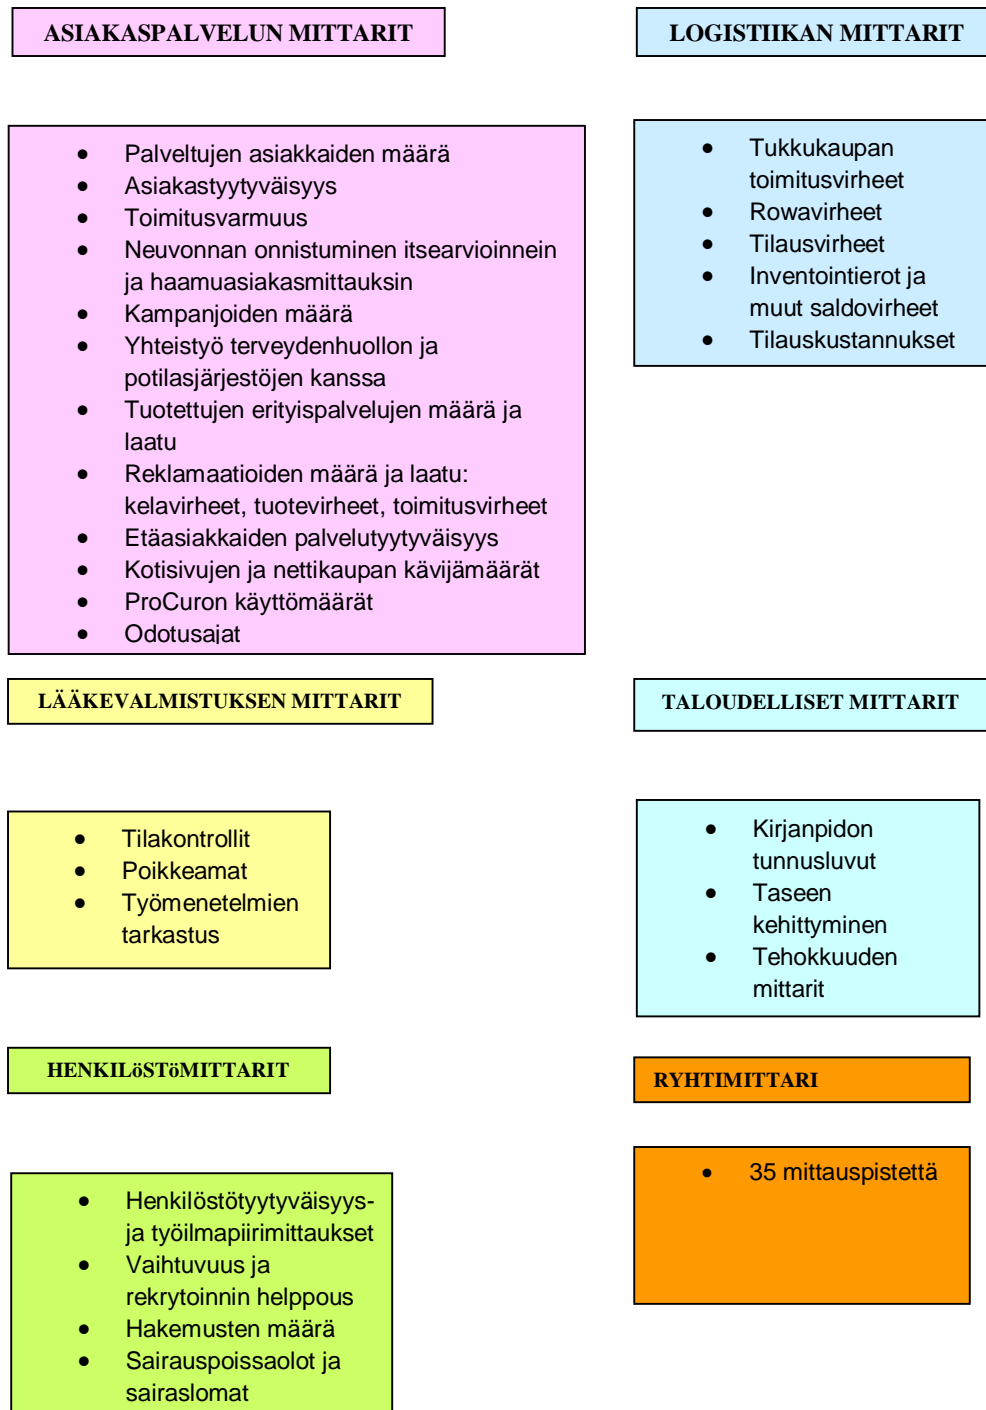 ASIAKASPALVELUN MITTARIT
• Palveltujen asiakkaiden määrä
• Asiakastyytyväisyys
• Toimitusvarmuus
• Neuvonnan onnistuminen itsearvioinnein
ja haamuasiakasmittauksin
• Kampanjoiden määrä
• Yhteistyö terveydenhuollon ja
potilasjärjestöjen kanssa
• Tuotettujen erityispalvelujen määrä ja
laatu
• Reklamaatioiden määrä ja laatu:
kelavirheet, tuotevirheet, toimitusvirheet
• Etäasiakkaiden palvelutyytyväisyys
• Kotisivujen ja nettikaupan kävijämäärät
• ProCuron käyttömäärät
• Odotusajat
LOGISTIIKAN MITTARIT
• Tukkukaupan
toimitusvirheet
• Rowavirheet
• Tilausvirheet
• Inventointierot ja
muut saldovirheet
• Tilauskustannukset
LÄÄKEVALMISTUKSEN MITTARIT
• Tilakontrollit
• Poikkeamat
• Työmenetelmien
tarkastus
TALOUDELLISET MITTARIT
• Kirjanpidon
tunnusluvut
• Taseen
kehittyminen
• Tehokkuuden
mittarit
HENKILöSTöMITTARIT
• Henkilöstötyytyväisyys-
ja työilmapiirimittaukset
• Vaihtuvuus ja
rekrytoinnin helppous
• Hakemusten määrä
• Sairauspoissaolot ja
sairaslomat
RYHTIMITTARI
• 35 mittauspistettä